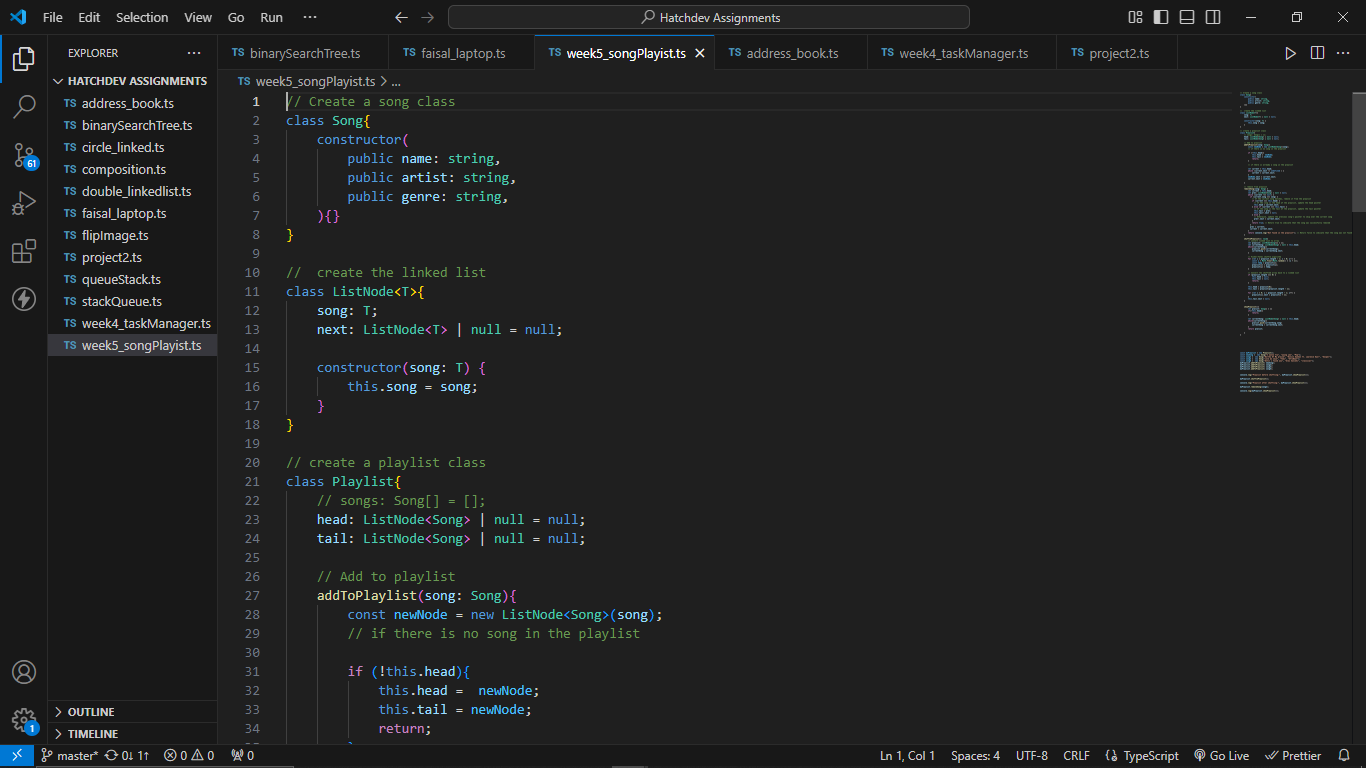 File Edit Selection View Go Run ··· Hatchdev Assignments
EXPLORER ···
HATCHDEV ASSIGNMENTS
TS address_book.ts
TS binarySearchTree.ts
TS circle_linked.ts
TS composition.ts
TS double_linkedlist.ts
TS faisal_laptop.ts
TS flipImage.ts
TS project2.ts
TS queueStack.ts
TS stackQueue.ts
TS week4_taskManager.ts
TS week5_songPlayist.ts
OUTLINE
TIMELINE
61
1
TS binarySearchTree.ts TS faisal_laptop.ts TS week5_songPlayist.ts TS address_book.ts TS week4_taskManager.ts TS project2.ts ···
TS week5_songPlayist.ts > ...
1 // Create a song class
2 class Song{
3 constructor(
4 public name: string,
5 public artist: string,
6 public genre: string,
7 ){}
8 }
9
10 //  create the linked list
11 class ListNode<T>{
12 song: T;
13 next: ListNode<T> | null = null;
14
15 constructor(song: T) {
16 this.song = song;
17 }
18 }
19
20 // create a playlist class
21 class Playlist{
22 // songs: Song[] = [];
23 head: ListNode<Song> | null = null;
24 tail: ListNode<Song> | null = null;
25
26 // Add to playlist
27 addToPlaylist(song: Song){
28 const newNode = new ListNode<Song>(song);
29 // if there is no song in the playlist
30
31 if (!this.head){
32 this.head =  newNode;
33 this.tail = newNode;
34 return;
master* 0↓ 1↑ 0 0 0 Ln 1, Col 1 Spaces: 4 UTF-8 CRLF {} TypeScript Go Live Prettier